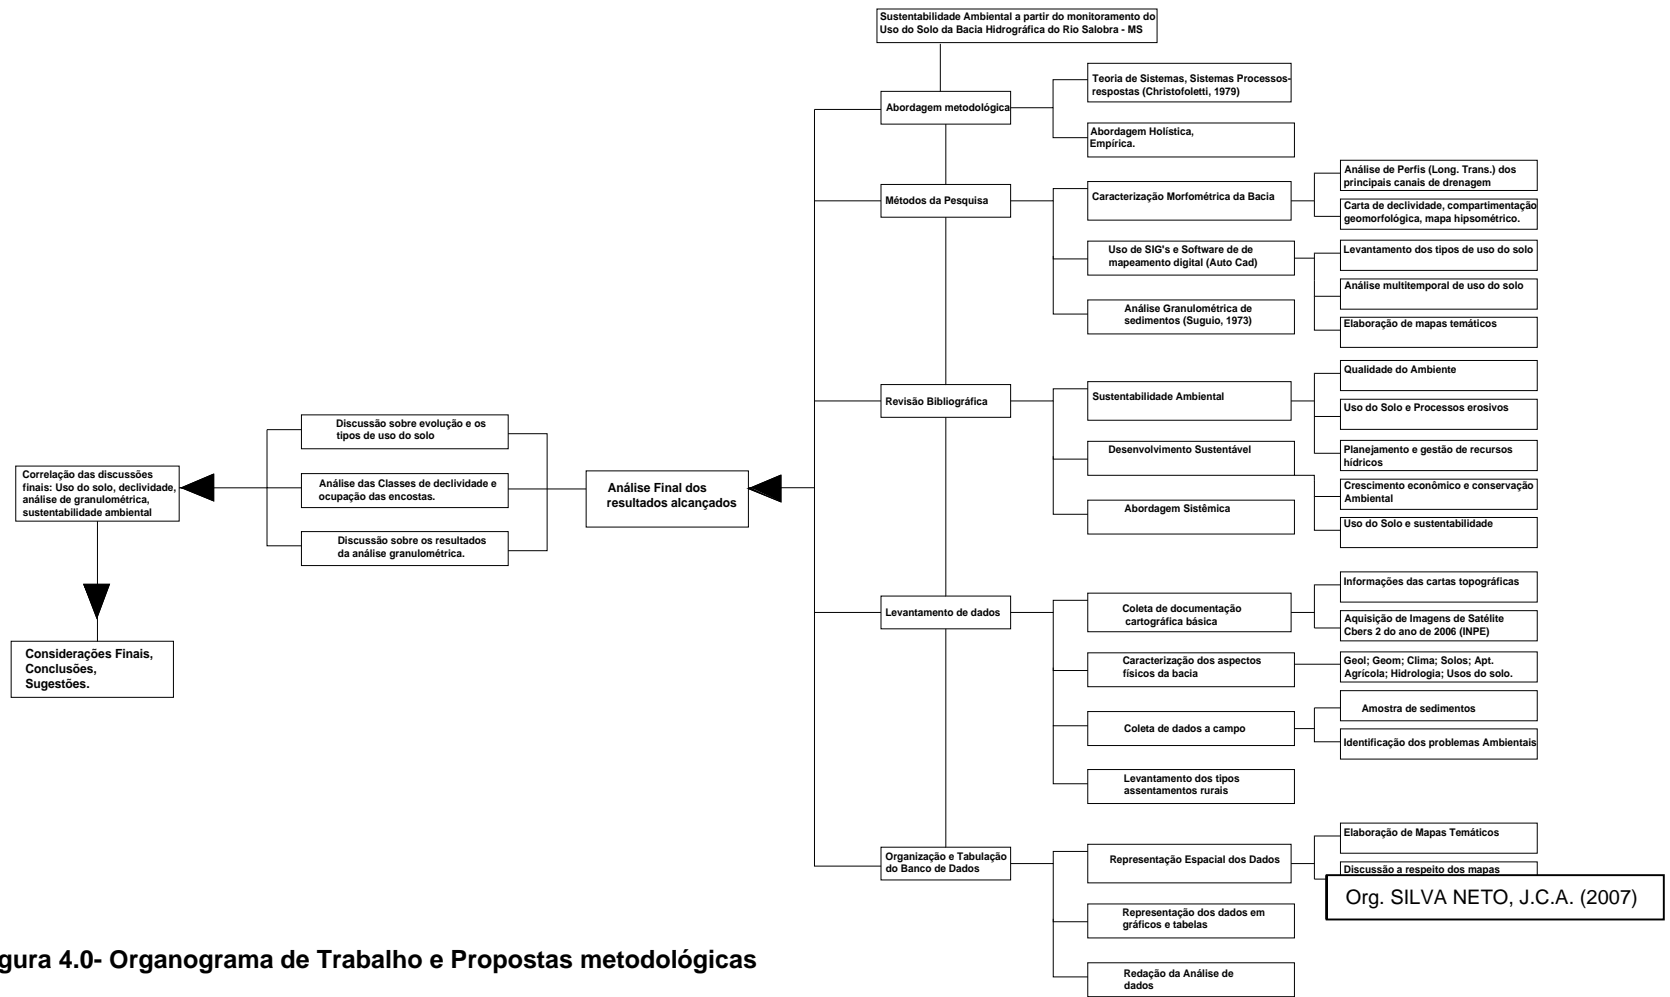 Sustentabilidade Ambiental a partir do monitoramento do
Uso do Solo da Bacia Hidrográfica do Rio Salobra - MS
Abordagem metodológica
Teoria de Sistemas, Sistemas Processos-
respostas (Christofoletti, 1979)
Abordagem Holística,
Empírica.
Métodos da Pesquisa
Caracterização Morfométrica da Bacia
Análise de Perfis (Long. Trans.) dos
principais canais de drenagem
Carta de declividade, compartimentação
geomorfológica, mapa hipsométrico.
Uso de SIG's e Software de de
mapeamento digital (Auto Cad)
Levantamento dos tipos de uso do solo
Análise multitemporal de uso do solo
Elaboração de mapas temáticos
Análise Granulométrica de
sedimentos (Suguio, 1973)
Revisão Bibliográfica
Sustentabilidade Ambiental
Qualidade do Ambiente
Uso do Solo e Processos erosivos
Planejamento e gestão de recursos
hídricos
Desenvolvimento Sustentável
Crescimento econômico e conservação
Ambiental
Uso do Solo e sustentabilidade
Abordagem Sistêmica
Levantamento de dados
Coleta de documentação
cartográfica básica
Informações das cartas topográficas
Aquisição de Imagens de Satélite
Cbers 2 do ano de 2006 (INPE)
Caracterização dos aspectos
físicos da bacia
Geol; Geom; Clima; Solos; Apt.
Agrícola; Hidrologia; Usos do solo.
Coleta de dados a campo
Amostra de sedimentos
Identificação dos problemas Ambientais
Levantamento dos tipos
assentamentos rurais
Organização e Tabulação
do Banco de Dados
Representação Espacial dos Dados
Elaboração de Mapas Temáticos
Discussão a respeito dos mapas
Representação dos dados em
gráficos e tabelas
Redação da Análise de
dados
Análise Final dos
resultados alcançados
Discussão sobre evolução e os
tipos de uso do solo
Análise das Classes de declividade e
ocupação das encostas.
Discussão sobre os resultados
da análise granulométrica.
Correlação das discussões
finais: Uso do solo, declividade,
análise de granulométrica,
sustentabilidade ambiental
Considerações Finais,
Conclusões,
Sugestões.
Org. SILVA NETO, J.C.A. (2007)
gura 4.0- Organograma de Trabalho e Propostas metodológicas